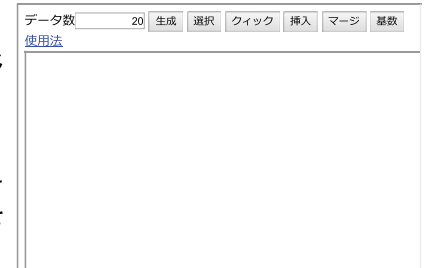 データ数 20 生成 選択 クィック 挿入 マージ 基数
使用法